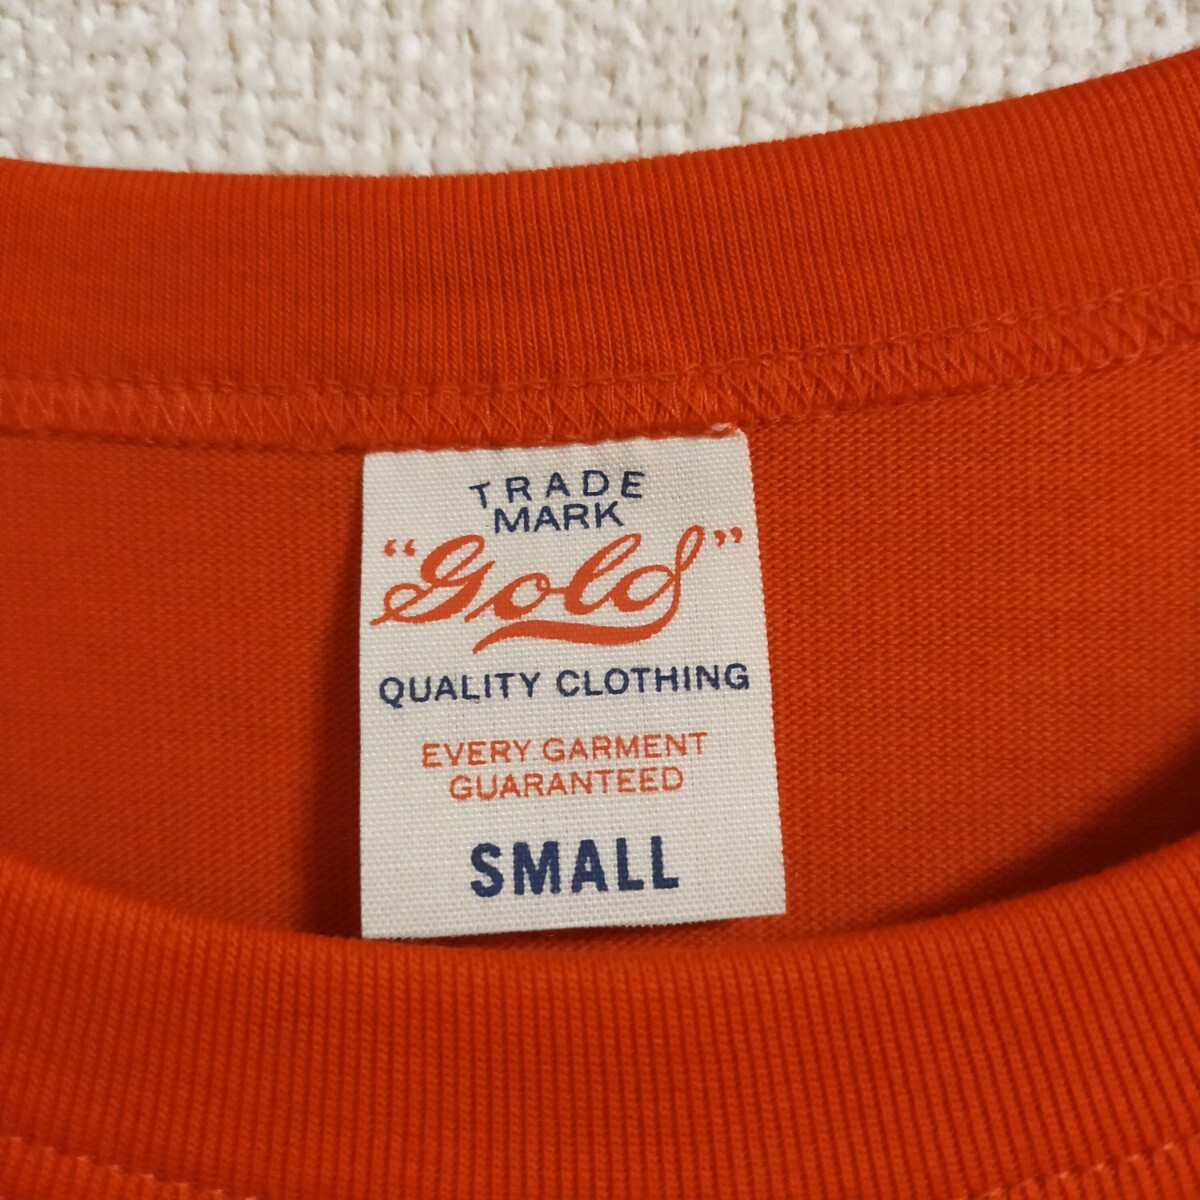 TRADE
MARK
“Gold”
QUALITY CLOTHING
EVERY GARMENT
GUARANTEED
SMALL